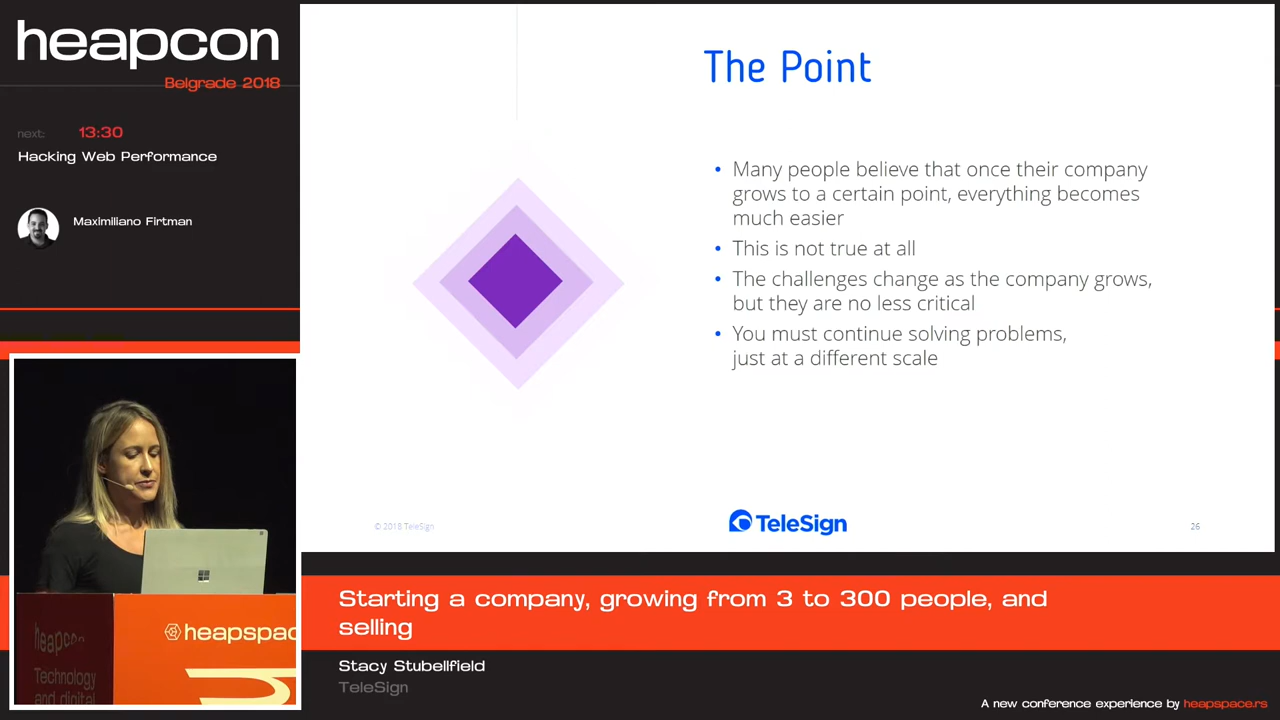 heapcon
Belgrade 2018
next: 13:30
Hacking Web Performance
Maximiliano Firtman
The Point
• Many people believe that once their company
grows to a certain point, everything becomes
much easier
• This is not true at all
• The challenges change as the company grows,
but they are no less critical
• You must continue solving problems,
just at a different scale
© 2018 TeleSign
TeleSign
26
heapspac
heapcon
Technology
and digital
Starting a company, growing from 3 to 300 people, and
selling
Stacy Stubellfield
TeleSign
A new conference experience by heapspace.rs